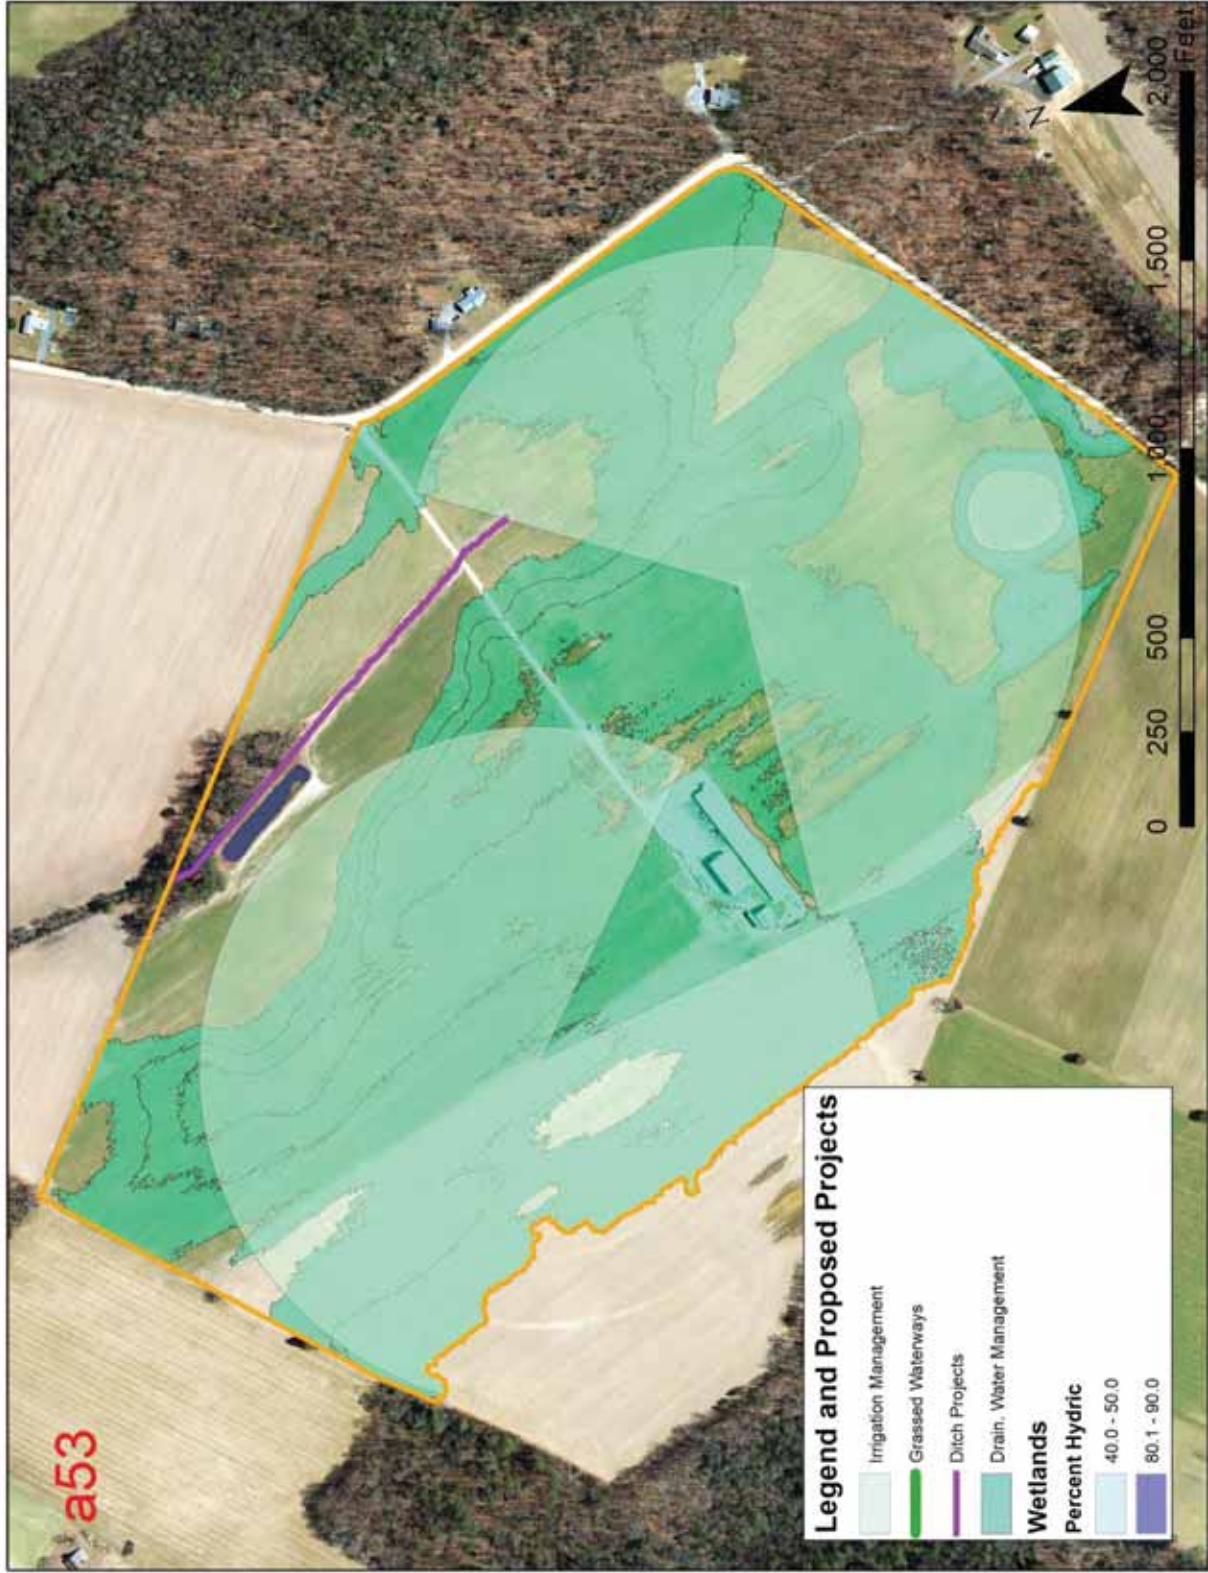 a53
Legend and Proposed Projects
Irrigation Management
Grassed Waterways
Ditch Projects
Drain. Water Management
Wetlands
Percent Hydric
40.0 - 50.0
80.1 - 90.0
N
0 250 500 1,000 1,500 2,000
Feet